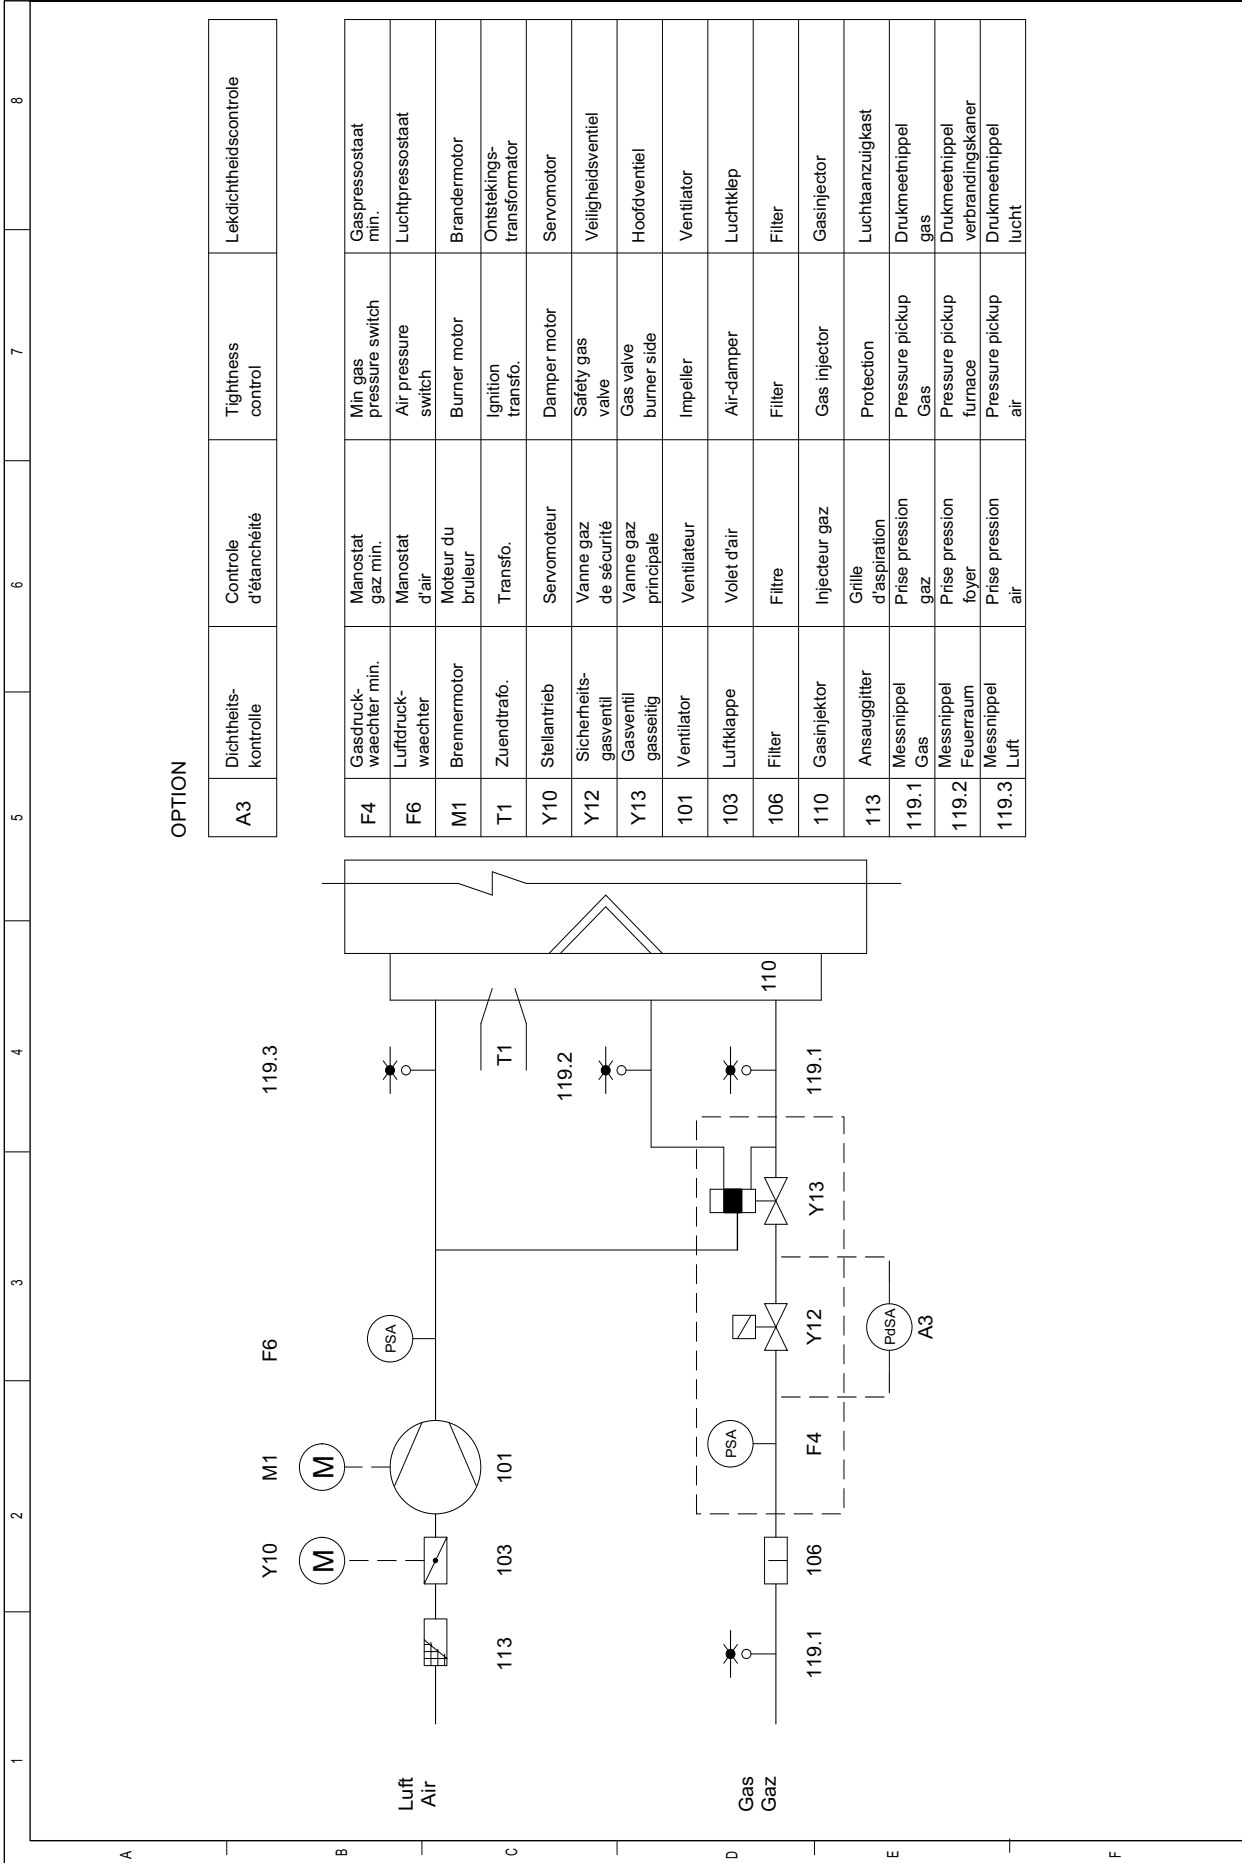 1
2
3
4
5
6
7
8
A
B
C
D
E
F
OPTION
A3
Dichtheits-
kontrolle
Controle
d'étanchéité
Tightness
control
Lekdichtheidscontrole
F4
Gasdruck-
waechter min.
Manostat
gaz min.
Min gas
pressure switch
Gaspressostaat
min.
F6
Luftdruck-
waechter
Manostat
d'air
Air pressure
switch
Luchtpressostaat
M1
Brennermotor
Moteur du
bruleur
Burner motor
Brandermotor
T1
Zuendtrafo.
Transfo.
Ignition
transfo.
Ontstekings-
transformator
Y10
Stellantrieb
Servomoteur
Damper motor
Servomotor
Y12
Sicherheits-
gasventil
Vanne gaz
de sécurité
Safety gas
valve
Veiligheidsventiel
Y13
Gasventil
gasseitig
Vanne gaz
principale
Gas valve
burner side
Hoofdventiel
101
Ventilator
Ventilateur
Impeller
Ventilator
103
Luftklappe
Volet d'air
Air-damper
Luchtklep
106
Filter
Filtre
Filter
Filter
110
Gasinjektor
Injecteur gaz
Gas injector
Gasinjector
113
Ansauggitter
Grille
d'aspiration
Protection
Luchtaanzuigkast
119.1
Messnippel
Gas
Prise pression
gaz
Pressure pickup
Gas
Drukmeetnippel
gas
119.2
Messnippel
Feuerraum
Prise pression
foyer
Pressure pickup
furnace
Drukmeetnippel
verbrandingskaner
119.3
Messnippel
Luft
Prise pression
air
Pressure pickup
air
Drukmeetnippel
lucht
Y10
M1
F6
119.3
M
M
PSA
Luft
Air
113
103
101
T1
119.2
110
PSA
Gas
Gaz
119.1
106
F4
Y12
Y13
119.1
PdSA
A3